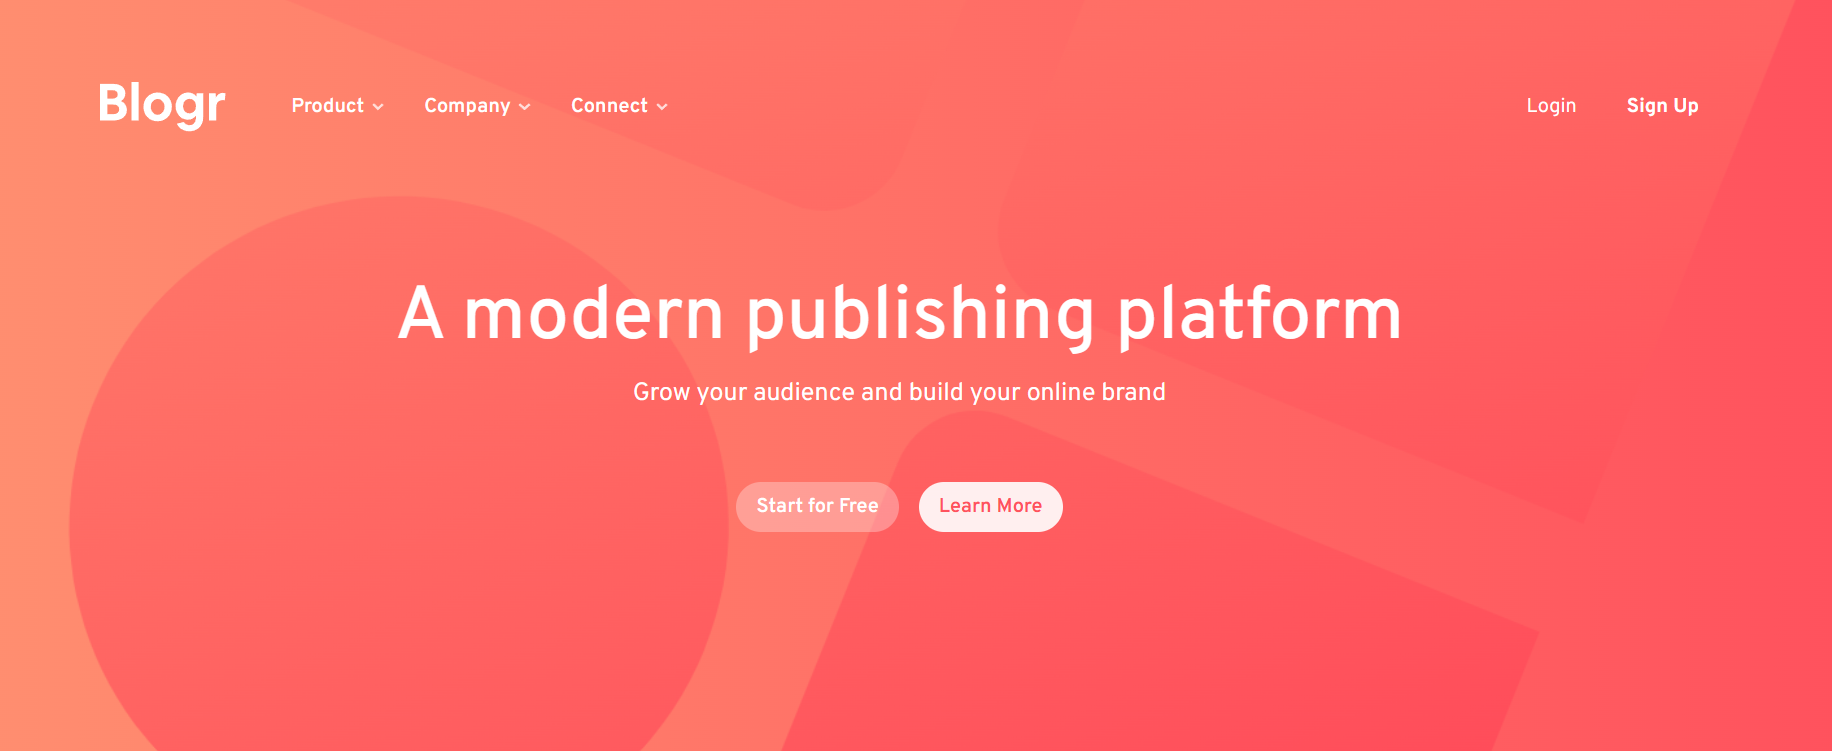 Blogr Product Company Connect Login Sign Up
A modern publishing platform
Grow your audience and build your online brand
Start for Free Learn More